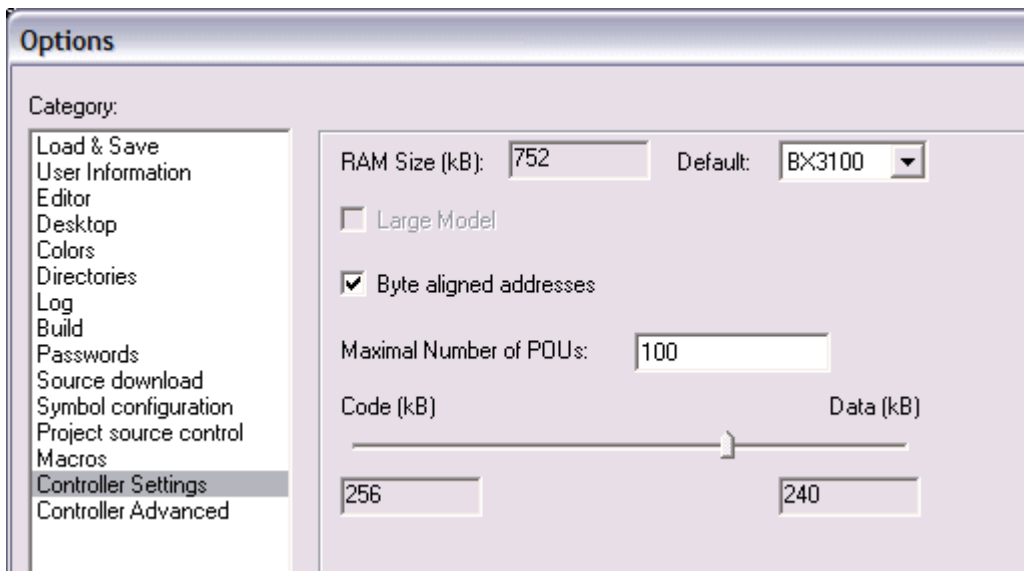 Options
Category:
Load & Save
User Information
Editor
Desktop
Colors
Directories
Log
Build
Passwords
Source download
Symbol configuration
Project source control
Macros
Controller Settings
Controller Advanced
RAM Size (kB): 752 Default: BX3100
Large Model
Byte aligned addresses
Maximal Number of POUs: 100
Code (kB) Data (kB)
256 240